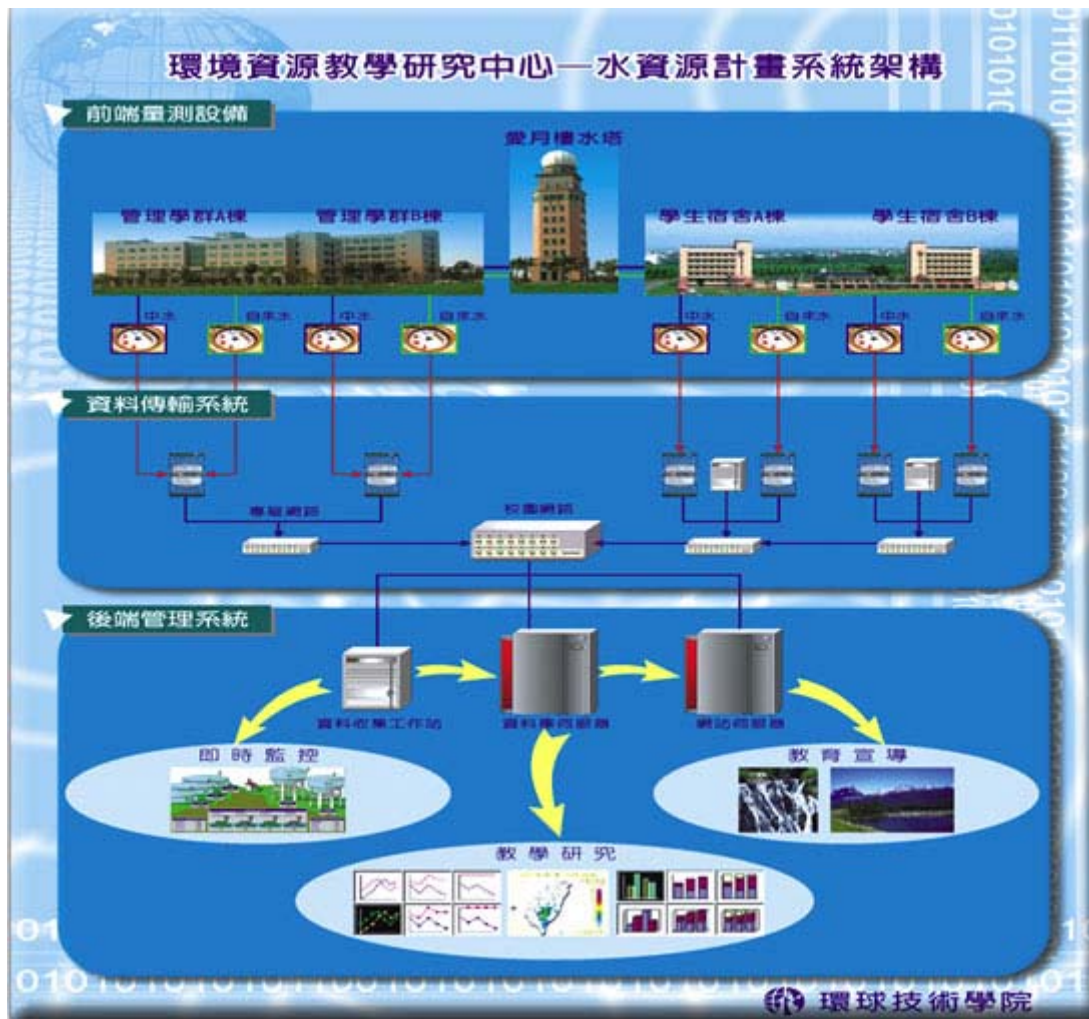 環境資源教學研究中心—水資源計畫系統架構
前端量測設備
愛月樓水塔
管理學群A棟
管理學群B棟
學生宿舍A棟
學生宿舍B棟
中水
自來水
中水
自來水
中水
自來水
中水
自來水
資料傳輸系統
專屬網路
校園網路
後端管理系統
資料收集工作站
資料庫伺服器
網站伺服器
即時監控
教育宣導
教學研究
環球技術學院